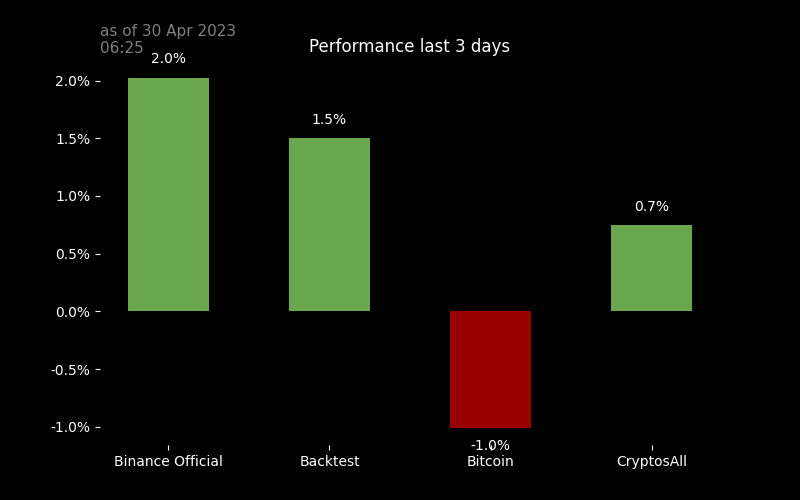 as of 30 Apr 2023
06:25
Performance last 3 days
2.0%
1.5%
-1.0%
0.7%
2.0%
1.5%
1.0%
0.5%
0.0%
-0.5%
-1.0%
Binance Official
Backtest
Bitcoin
CryptosAll